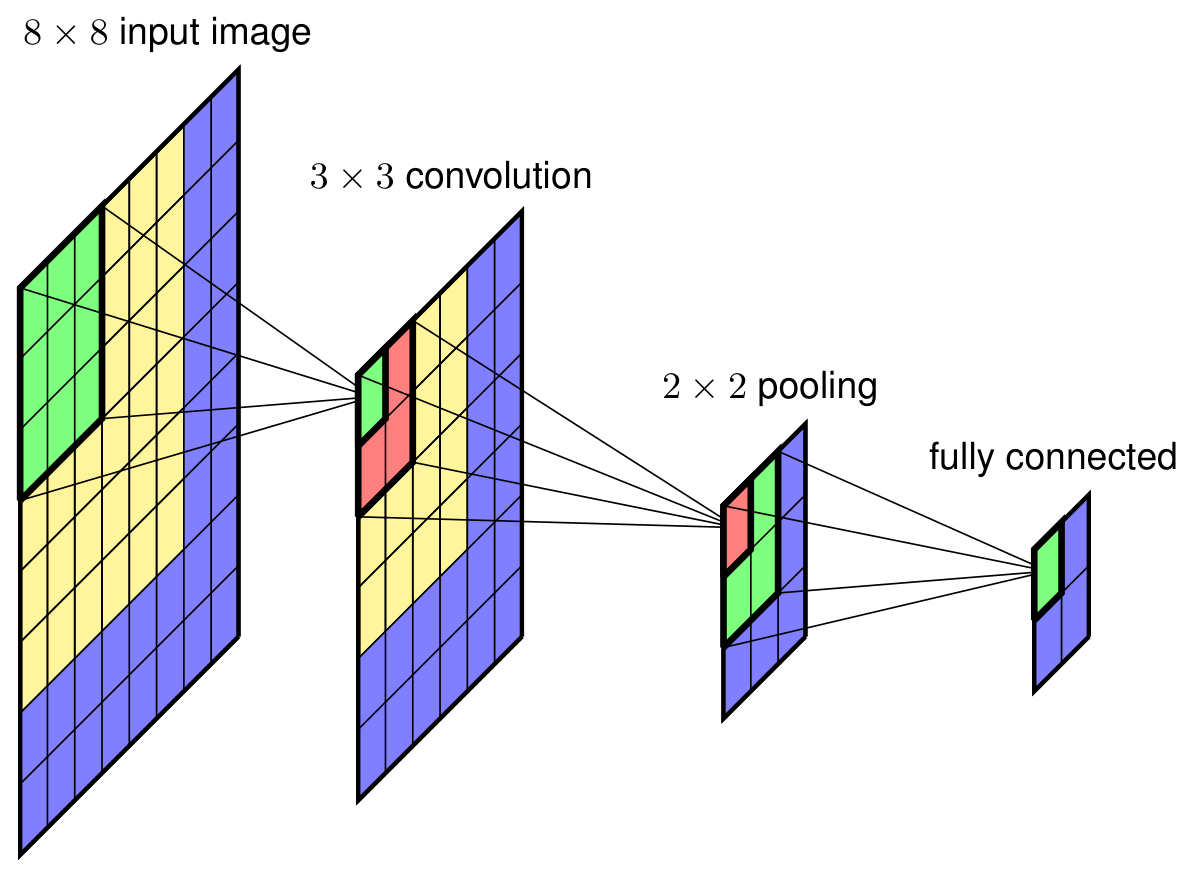 8 × 8 input image
3 × 3 convolution
2 × 2 pooling
fully connected